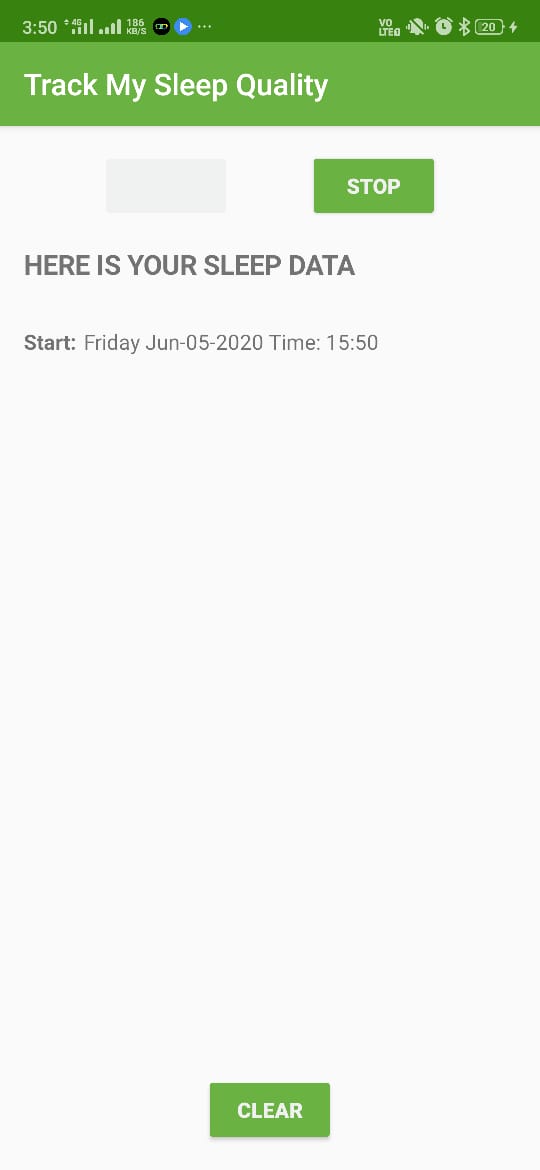 3:50 4G 186 KB/S ... VO LTE 20
Track My Sleep Quality
STOP
HERE IS YOUR SLEEP DATA
Start: Friday Jun-05-2020 Time: 15:50
CLEAR